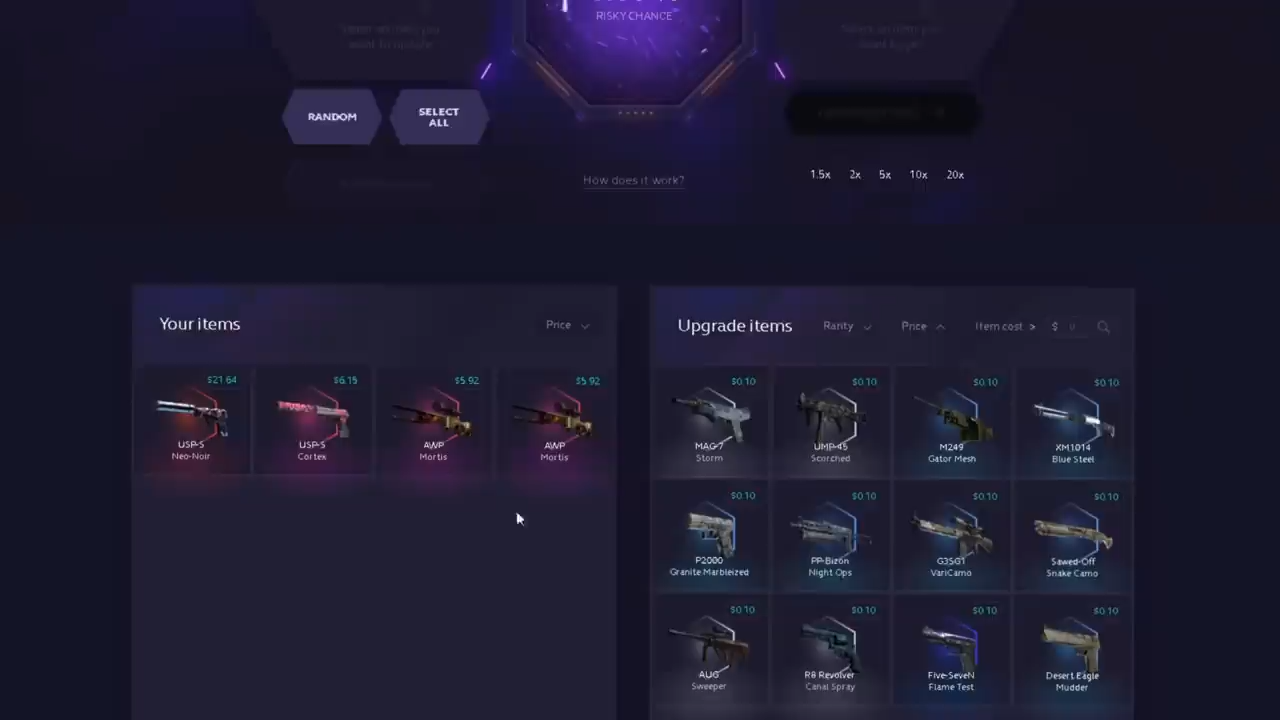 RISKY CHANCE
RANDOM
SELECT
ALL
How does it work?
1.5x 2x 5x 10x 20x
Your items
Price
Upgrade items
Rarity
Price
Item cost >
$ 0
$21.64
USP-S
Neo-Noir
$6.15
USP-S
Cortex
$5.92
AWP
Mortis
$5.92
AWP
Mortis
$0.10
MAG-7
Storm
$0.10
UMP-45
Scorched
$0.10
M249
Gator Mesh
$0.10
XM1014
Blue Steel
$0.10
P2000
Granite Marbleized
$0.10
PP-Bizon
Night Ops
$0.10
G3SG1
VariCamo
$0.10
Sawed-Off
Snake Camo
$0.10
AUG
Sweeper
$0.10
R8 Revolver
Canal Spray
$0.10
Five-SeveN
Flame Test
$0.10
Desert Eagle
Mudder